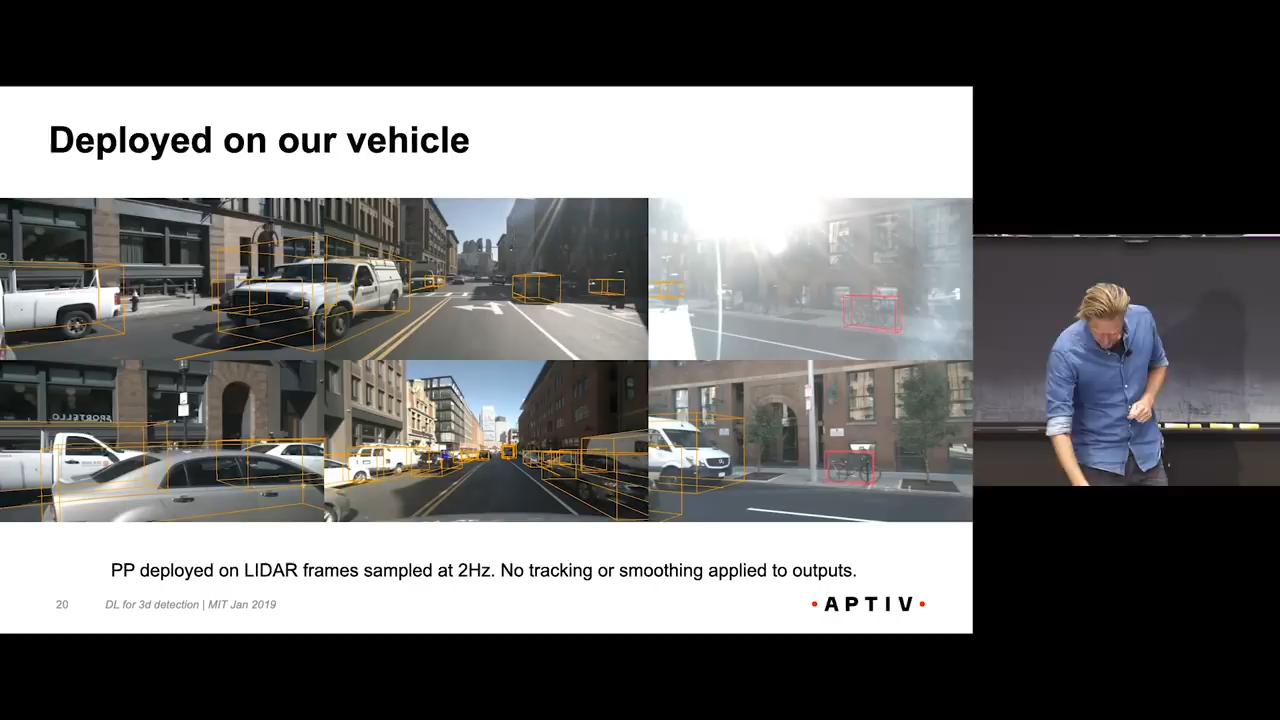 Deployed on our vehicle
PP deployed on LIDAR frames sampled at 2Hz. No tracking or smoothing applied to outputs.
20 DL for 3d detection | MIT Jan 2019 • APTIV •